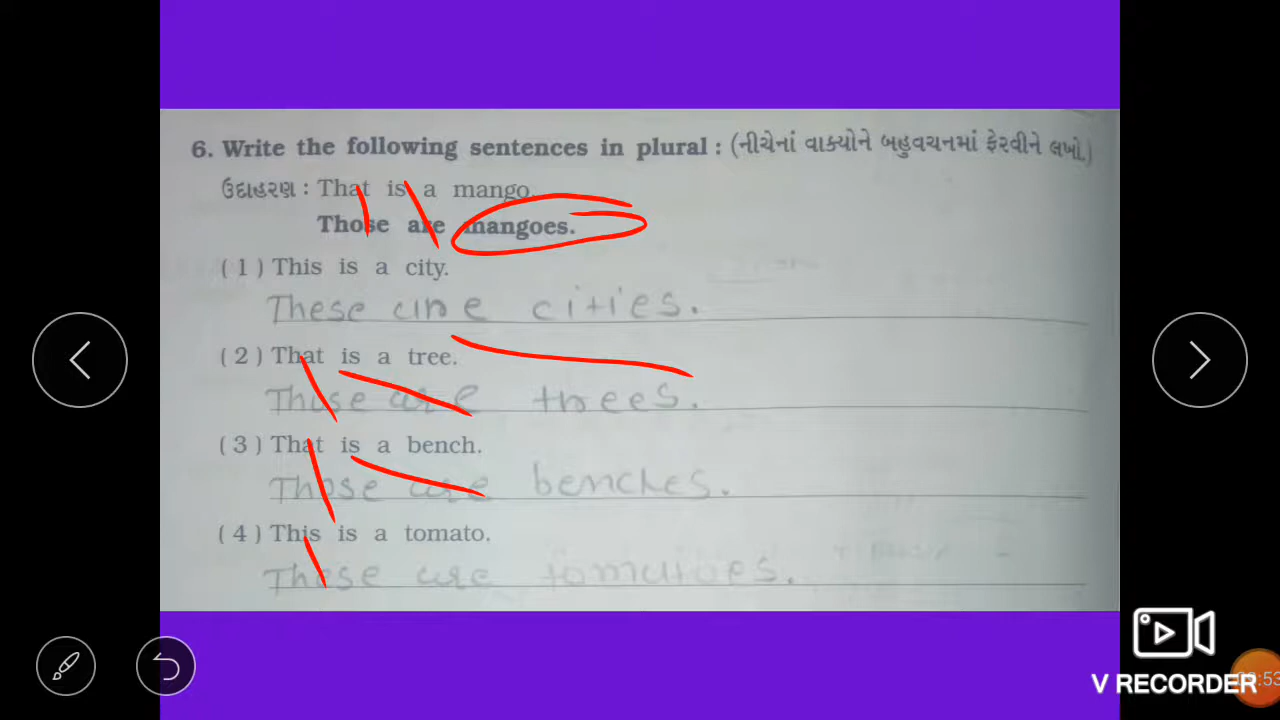 6. Write the following sentences in plural : (નીચેનાં વાક્યોને બહુવચનમાં ફેરવીને લખો.)
ઉદાહરણ : That is a mango.
Those are mangoes.
( 1 ) This is a city.
These are cities.
( 2 ) That is a tree.
Those are trees.
( 3 ) That is a bench.
Those are benches.
( 4 ) This is a tomato.
These are tomatoes.
V RECORDER
:53